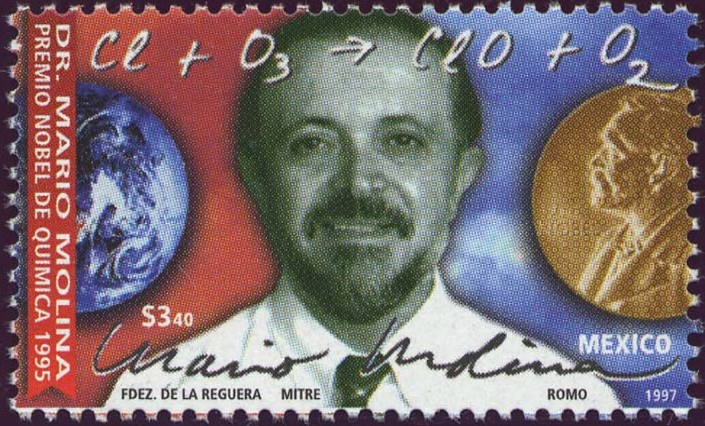 DR. MARIO MOLINA
PREMIO NOBEL DE QUIMICA 1995
Cl + O₃ → ClO + O₂
$3.40
Mario Molina
MEXICO
FDEZ. DE LA REGUERA MITRE ROMO 1997